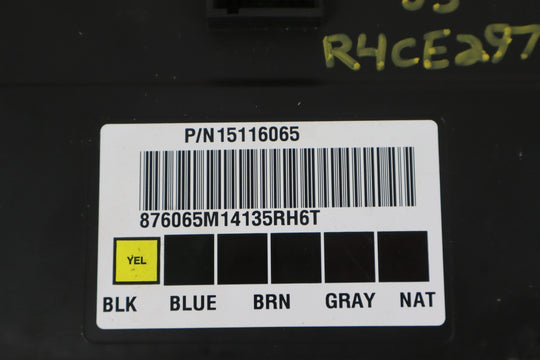 R4CE297
P/N15116065
876065M14135RH6T
YEL
BLK BLUE BRN GRAY NAT